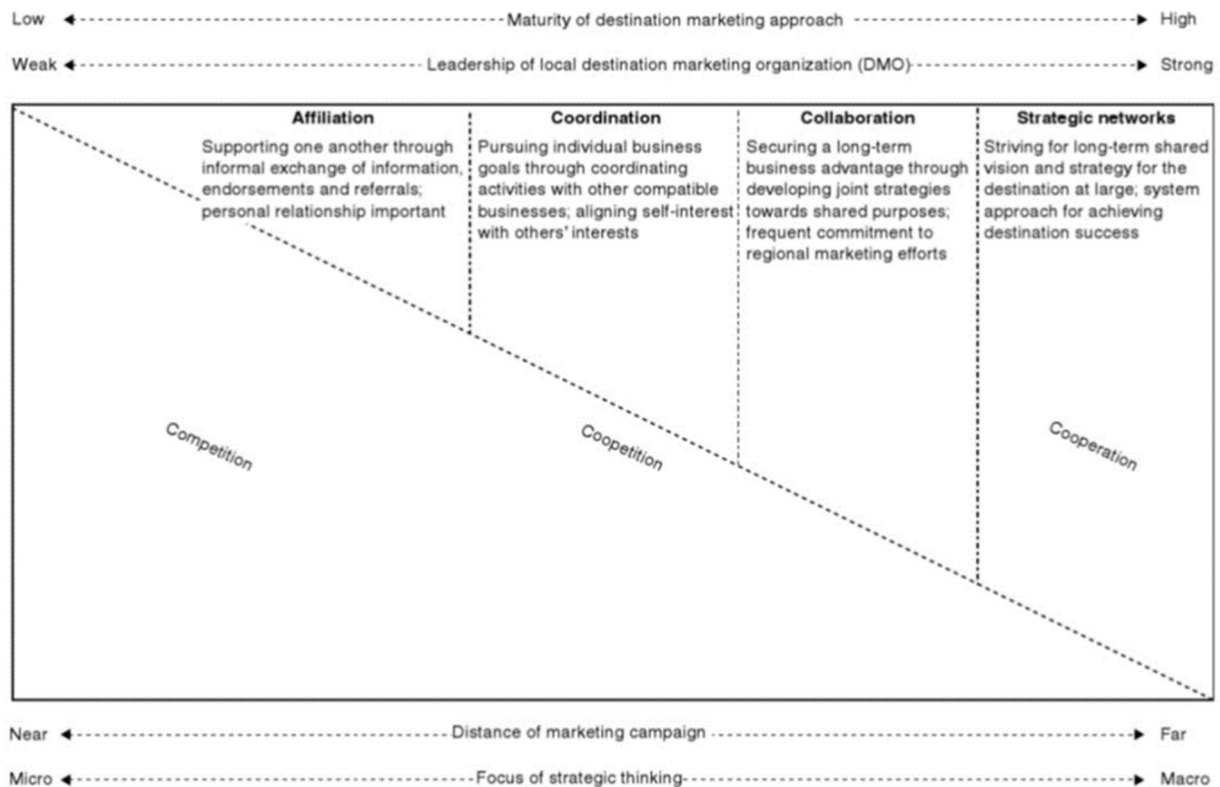 Low Maturity of destination marketing approach High
Weak Leadership of local destination marketing organization (DMO) Strong
Affiliation
Supporting one another through
informal exchange of information,
endorsements and referrals;
personal relationship important
Coordination
Pursuing individual business
goals through coordinating
activities with other compatible
businesses; aligning self-interest
with others' interests
Collaboration
Securing a long-term
business advantage through
developing joint strategies
towards shared purposes;
frequent commitment to
regional marketing efforts
Strategic networks
Striving for long-term shared
vision and strategy for the
destination at large; system
approach for achieving
destination success
Competition
Coopetition
Cooperation
Near Distance of marketing campaign Far
Micro Focus of strategic thinking Macro